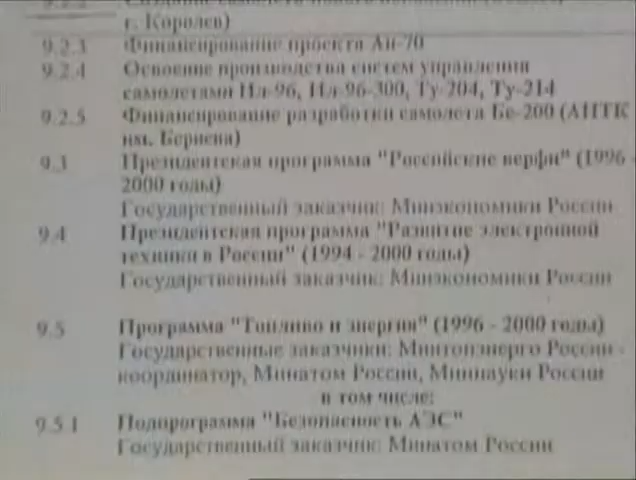 9.2.2
г. Королев)
9.2.3 Финансирование проекта Ан-70
9.2.4 Освоение производства систем управления
самолетами Ил-96, Ил-96-300, Ту-204, Ту-214
9.2.5 Финансирование разработки самолета Бе-200 (АНТК
им. Бериева)
9.3 Президентская программа "Российские верфи" (1996 -
2000 годы)
Государственный заказчик: Минэкономики России
9.4 Президентская программа "Развитие электронной
техники в России" (1994 - 2000 годы)
Государственный заказчик: Минэкономики России
9.5 Программа "Топливо и энергия" (1996 - 2000 годы)
Государственные заказчики: Минтопэнерго России -
координатор, Минатом России, Миннауки России
в том числе:
9.5.1 Подпрограмма "Безопасность АЭС"
Государственный заказчик: Минатом России